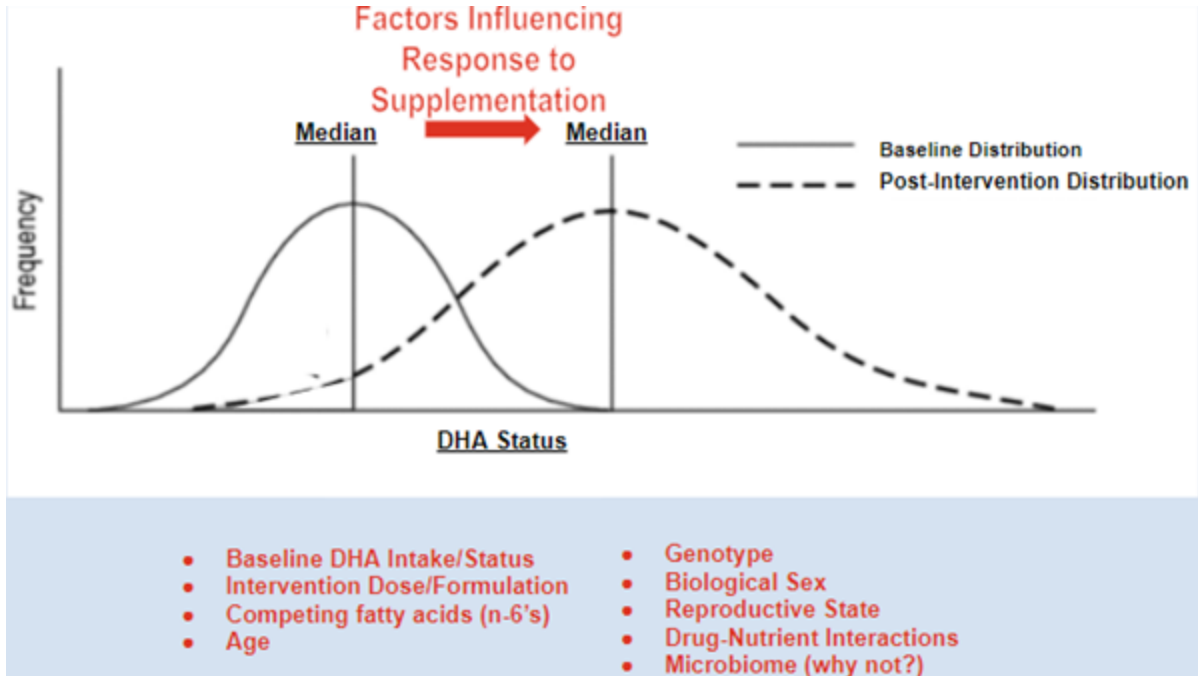 Factors Influencing
Response to
Supplementation
Median
Median
Baseline Distribution
Post-Intervention Distribution
Frequency
DHA Status
• Baseline DHA Intake/Status
• Intervention Dose/Formulation
• Competing fatty acids (n-6's)
• Age
• Genotype
• Biological Sex
• Reproductive State
• Drug-Nutrient Interactions
• Microbiome (why not?)